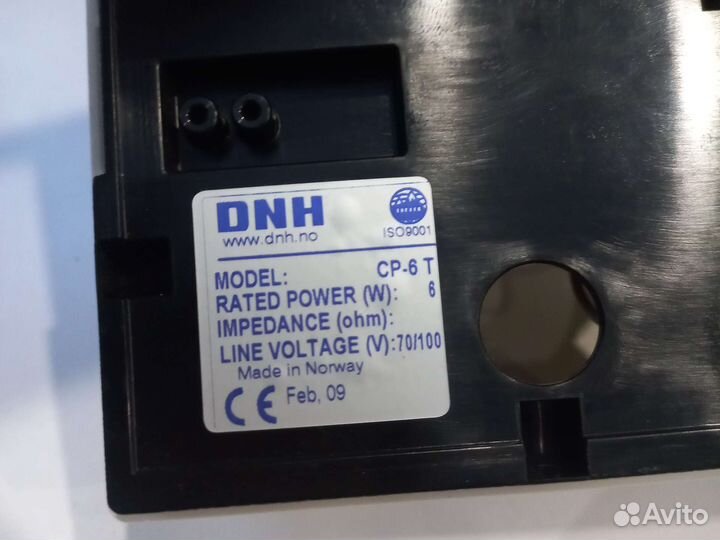 DNH
www.dnh.no
ISO9001
MODEL: CP-6 T
RATED POWER (W): 6
IMPEDANCE (ohm):
LINE VOLTAGE (V):70/100
Made in Norway
CE Feb, 09
Avito